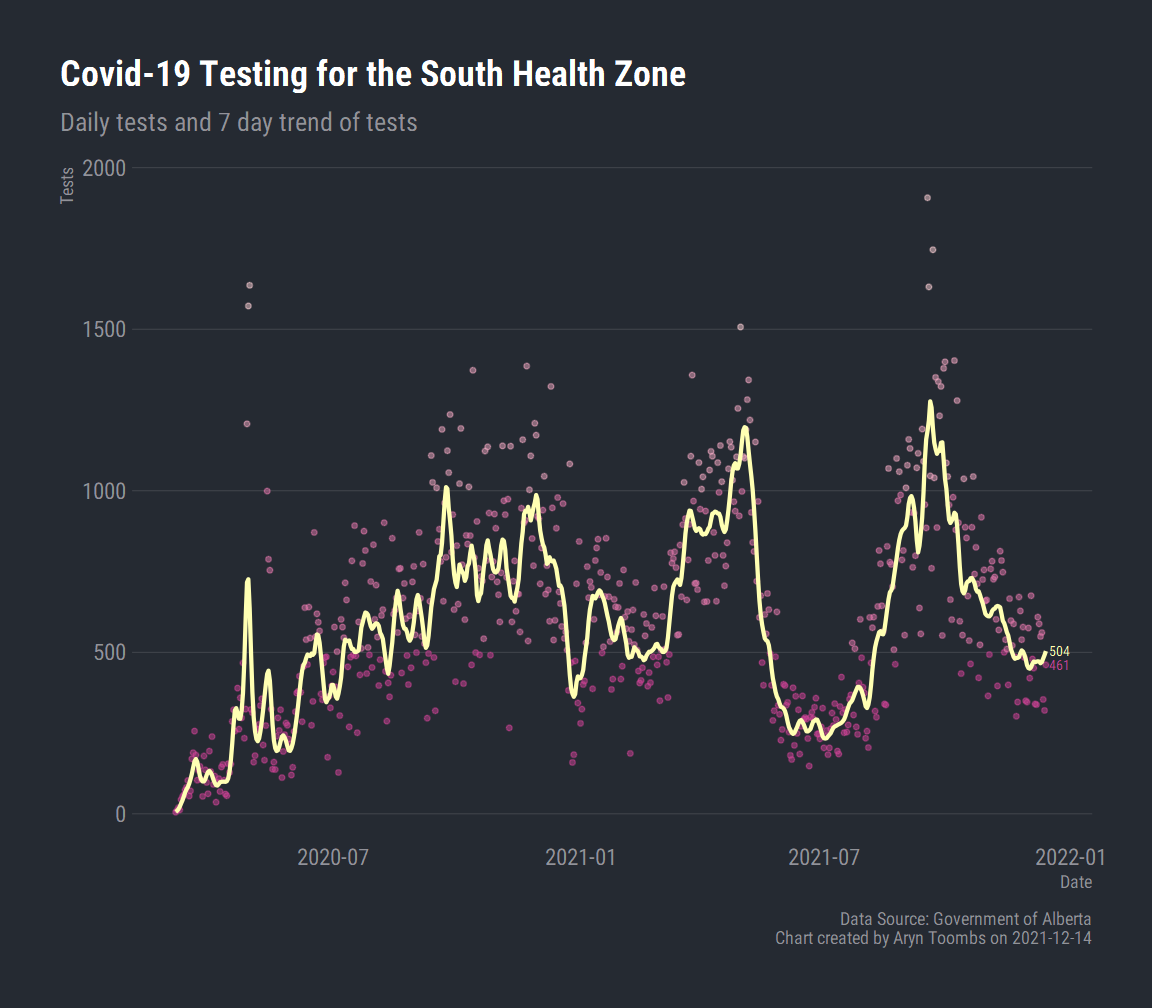 Covid-19 Testing for the South Health Zone
Daily tests and 7 day trend of tests
Tests
2000
1500
1000
500
0
504
461
2020-07
2021-01
2021-07
2022-01
Date
Data Source: Government of Alberta
Chart created by Aryn Toombs on 2021-12-14